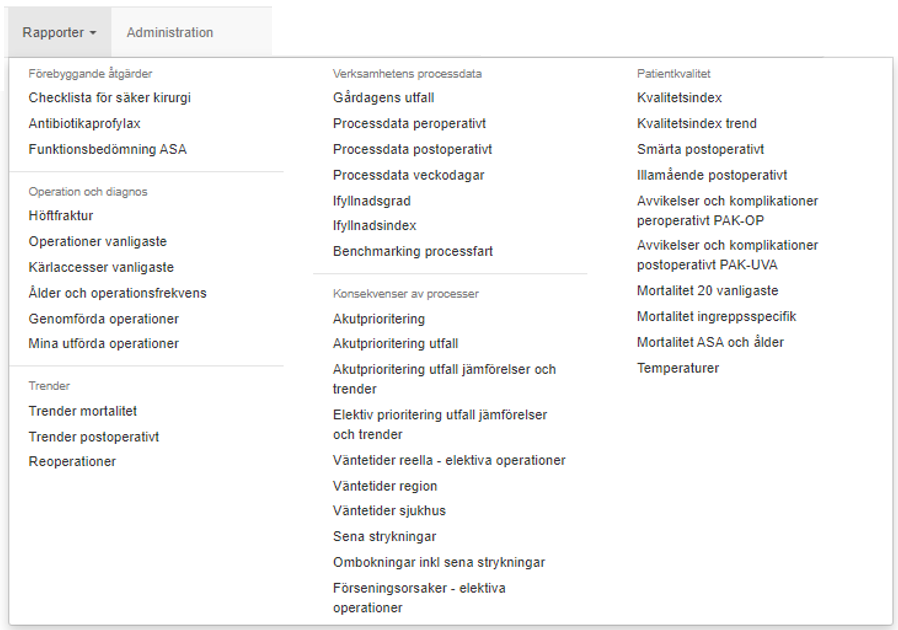 Rapporter
Administration
Förebyggande åtgärder
Checklista för säker kirurgi
Antibiotikaprofylax
Funktionsbedömning ASA
Operation och diagnos
Höftfraktur
Operationer vanligaste
Kärlaccesser vanligaste
Ålder och operationsfrekvens
Genomförda operationer
Mina utförda operationer
Trender
Trender mortalitet
Trender postoperativt
Reoperationer
Verksamhetens processdata
Gårdagens utfall
Processdata peroperativt
Processdata postoperativt
Processdata veckodagar
Ifyllnadsgrad
Ifyllnadsindex
Benchmarking processfart
Konsekvenser av processer
Akutprioritering
Akutprioritering utfall
Akutprioritering utfall jämförelser och
trender
Elektiv prioritering utfall jämförelser
och trender
Väntetider reella - elektiva operationer
Väntetider region
Väntetider sjukhus
Sena strykningar
Ombokningar inkl sena strykningar
Förseningsorsaker - elektiva
operationer
Patientkvalitet
Kvalitetsindex
Kvalitetsindex trend
Smärta postoperativt
Illamående postoperativt
Avvikelser och komplikationer
peroperativt PAK-OP
Avvikelser och komplikationer
postoperativt PAK-UVA
Mortalitet 20 vanligaste
Mortalitet ingreppsspecifik
Mortalitet ASA och ålder
Temperaturer